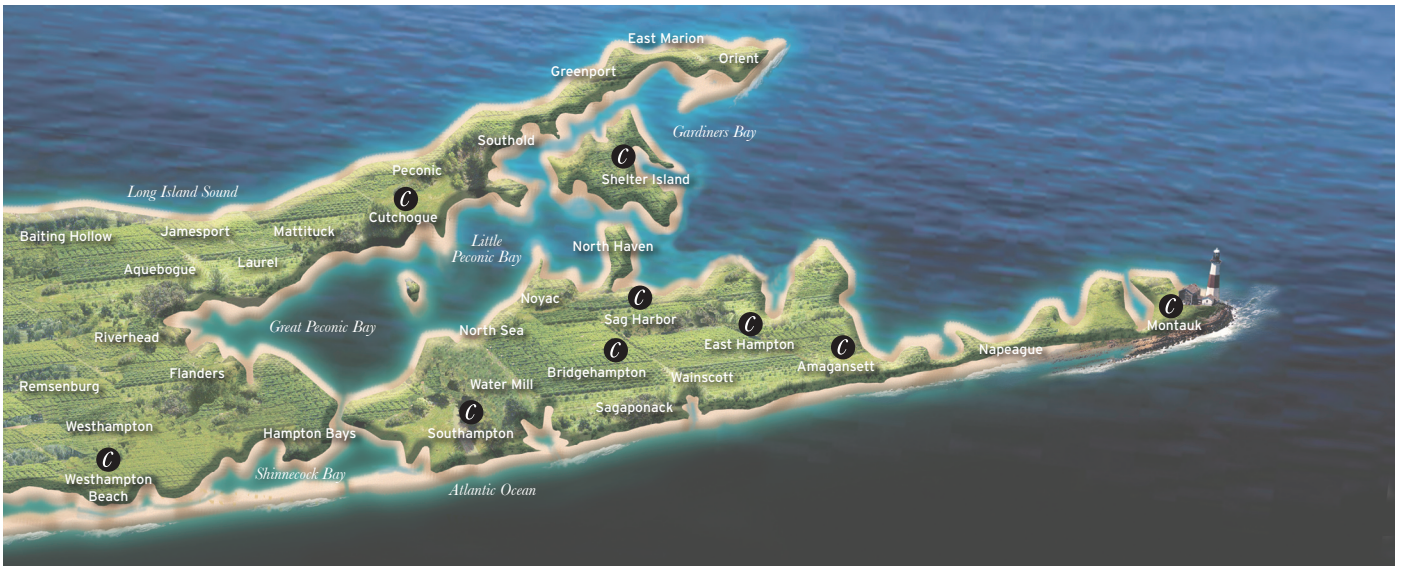 East Marion
Orient
Greenport
Gardiners Bay
Southold
C
Shelter Island
Peconic
C
Cutchogue
Long Island Sound
Baiting Hollow
Jamesport
Mattituck
Laurel
Aquebogue
Little
Peconic Bay
North Haven
Noyac
C
Sag Harbor
Great Peconic Bay
North Sea
Riverhead
C
East Hampton
C
Montauk
C
Amagansett
Napeague
C
Bridgehampton
Flanders
Remsenburg
Water Mill
Wainscott
Sagaponack
C
Southampton
Westhampton
Hampton Bays
C
Westhampton
Beach
Shinnecock Bay
Atlantic Ocean